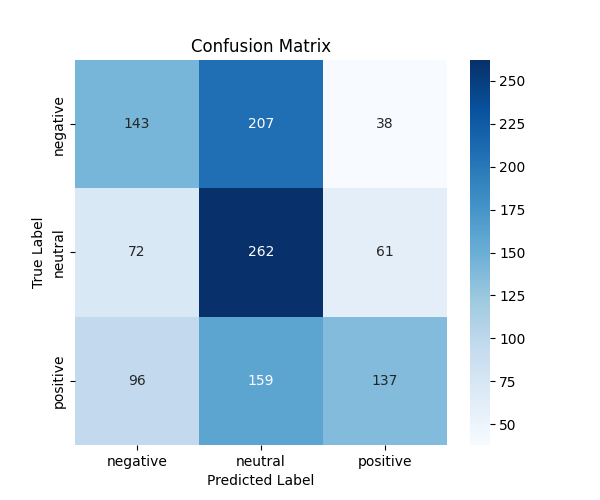 Confusion Matrix
True Label
negative
143 207 38
neutral
72 262 61
positive
96 159 137
negative neutral positive
Predicted Label
250
225
200
175
150
125
100
75
50